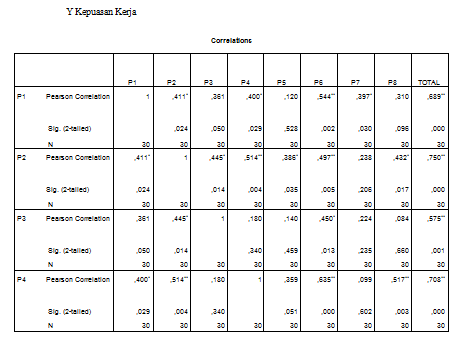 Y Kepuasan Kerja
Correlations
P1 P2 P3 P4 P5 P6 P7 P8 TOTAL
P1 Pearson Correlation 1 ,411* ,361 ,400* ,120 ,544** ,397* ,310 ,689**
Sig. (2-tailed) ,024 ,050 ,029 ,528 ,002 ,030 ,096 ,000
N 30 30 30 30 30 30 30 30 30
P2 Pearson Correlation ,411* 1 ,445* ,514** ,386* ,497** ,238 ,432* ,750**
Sig. (2-tailed) ,024 ,014 ,004 ,035 ,005 ,206 ,017 ,000
N 30 30 30 30 30 30 30 30 30
P3 Pearson Correlation ,361 ,445* 1 ,180 ,140 ,450* ,224 ,084 ,575**
Sig. (2-tailed) ,050 ,014 ,340 ,459 ,013 ,235 ,660 ,001
N 30 30 30 30 30 30 30 30 30
P4 Pearson Correlation ,400* ,514** ,180 1 ,359 ,635** ,099 ,517** ,708**
Sig. (2-tailed) ,029 ,004 ,340 ,051 ,000 ,602 ,003 ,000
N 30 30 30 30 30 30 30 30 30